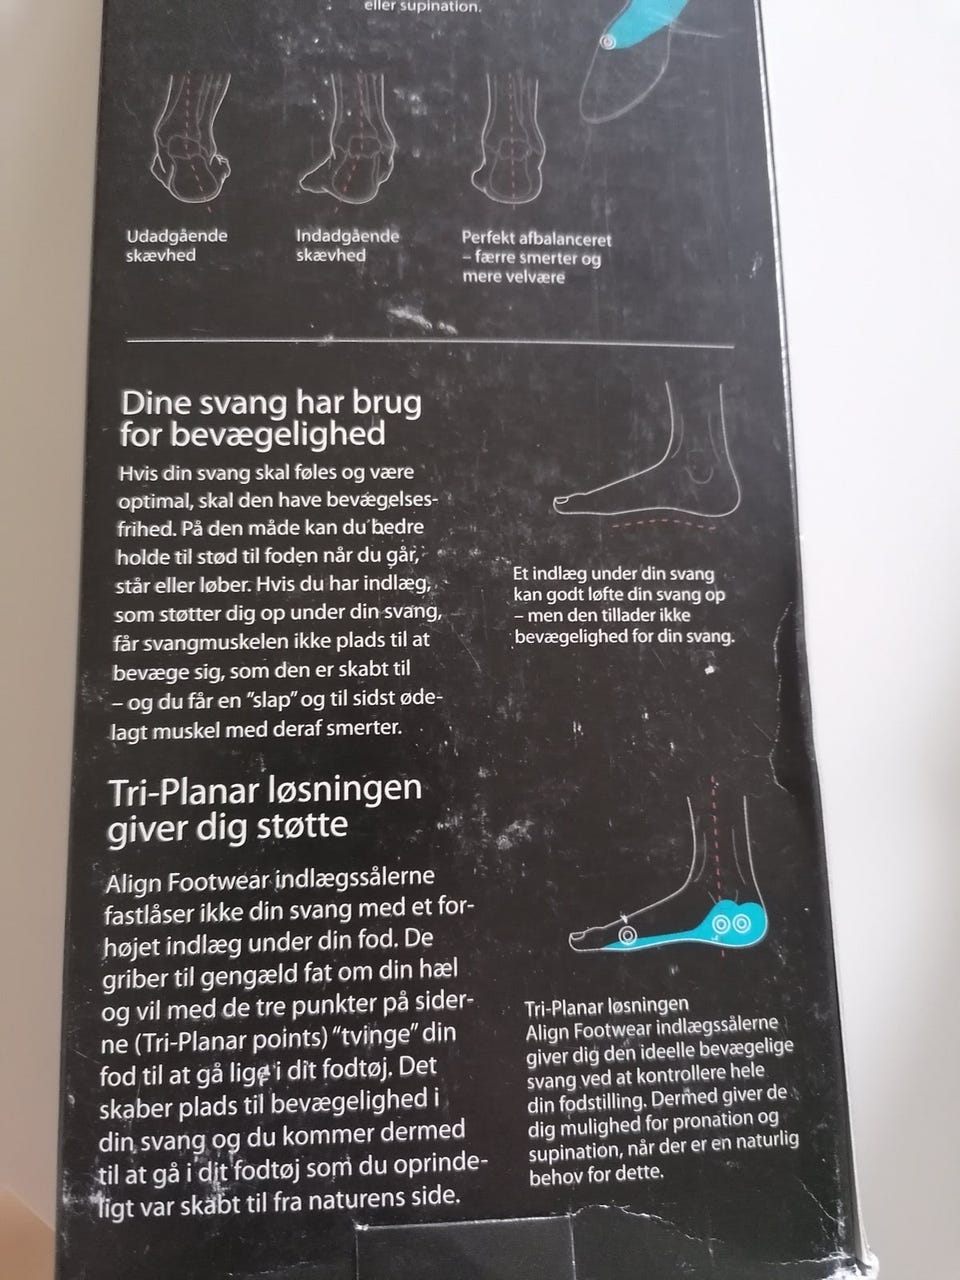 eller supination.
Udadgående
skævhed
Indadgående
skævhed
Perfekt afbalanceret
– færre smerter og
mere velvære
Dine svang har brug
for bevægelighed
Hvis din svang skal føles og være
optimal, skal den have bevægelses-
frihed. På den måde kan du bedre
holde til stød til foden når du går,
står eller løber. Hvis du har indlæg,
som støtter dig op under din svang,
får svangmuskelen ikke plads til at
bevæge sig, som den er skabt til
– og du får en "slap" og til sidst øde-
lagt muskel med deraf smerter.
Et indlæg under din svang
kan godt løfte din svang op
– men den tillader ikke
bevægelighed for din svang.
Tri-Planar løsningen
giver dig støtte
Align Footwear indlægssålerne
fastlåser ikke din svang med et for-
højet indlæg under din fod. De
griber til gengæld fat om din hæl
og vil med de tre punkter på sider-
ne (Tri-Planar points) "tvinge" din
fod til at gå lige i dit fodtøj. Det
skaber plads til bevægelighed i
din svang og du kommer dermed
til at gå i dit fodtøj som du oprinde-
ligt var skabt til fra naturens side.
Tri-Planar løsningen
Align Footwear indlægssålerne
giver dig den ideelle bevægelige
svang ved at kontrollere hele
din fodstilling. Dermed giver de
dig mulighed for pronation og
supination, når der er en naturlig
behov for dette.